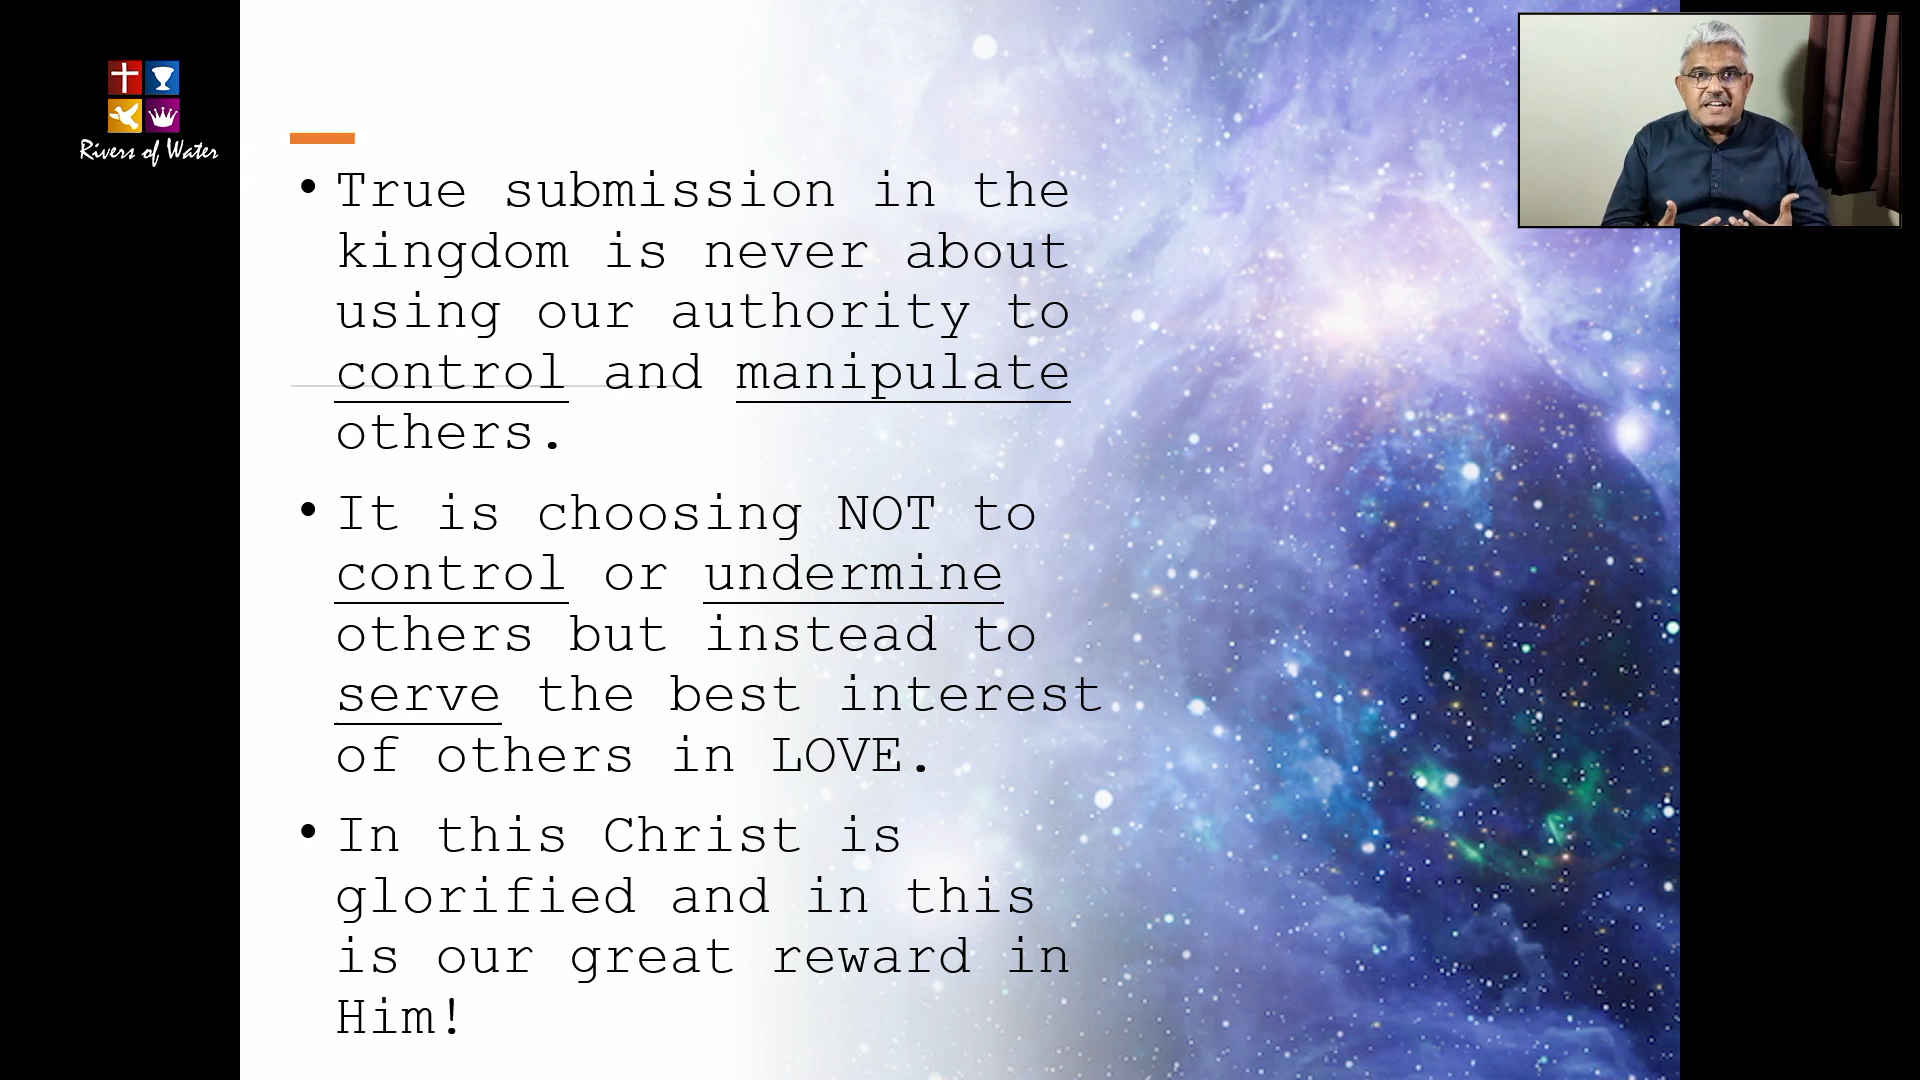 Rivers of Water
• True submission in the
kingdom is never about
using our authority to
control and manipulate
others.
• It is choosing NOT to
control or undermine
others but instead to
serve the best interest
of others in LOVE.
• In this Christ is
glorified and in this
is our great reward in
Him!